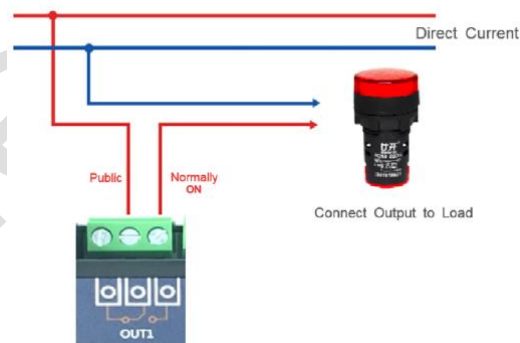 Direct Current
Public
Normally
ON
Connect Output to Load
OUT1